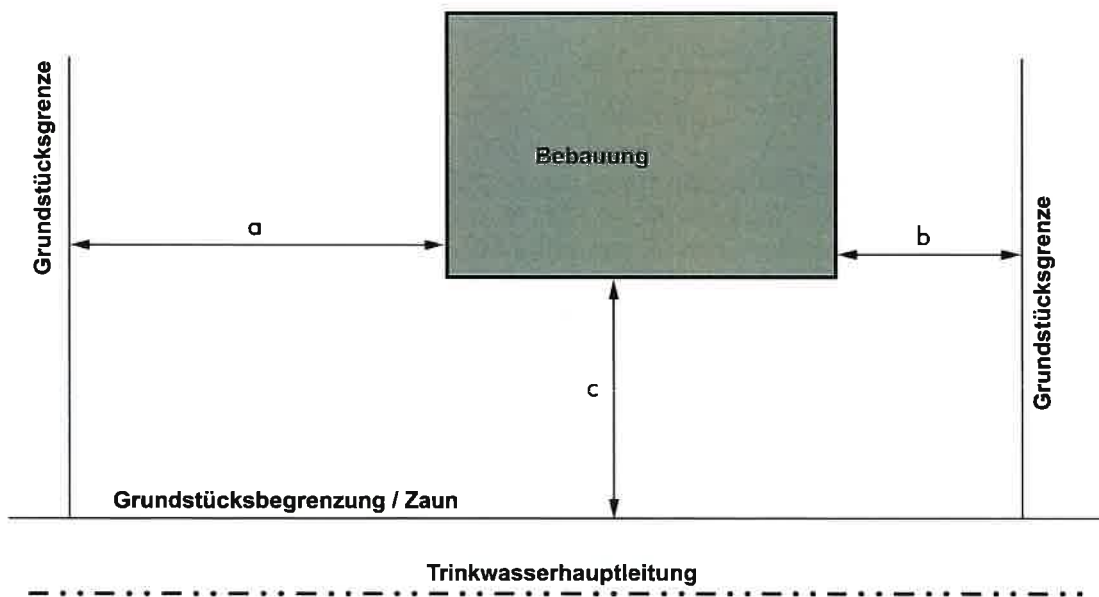 Grundstücksgrenze
Bebauung
a
b
Grundstücksgrenze
c
Grundstücksbegrenzung / Zaun
Trinkwasserhauptleitung